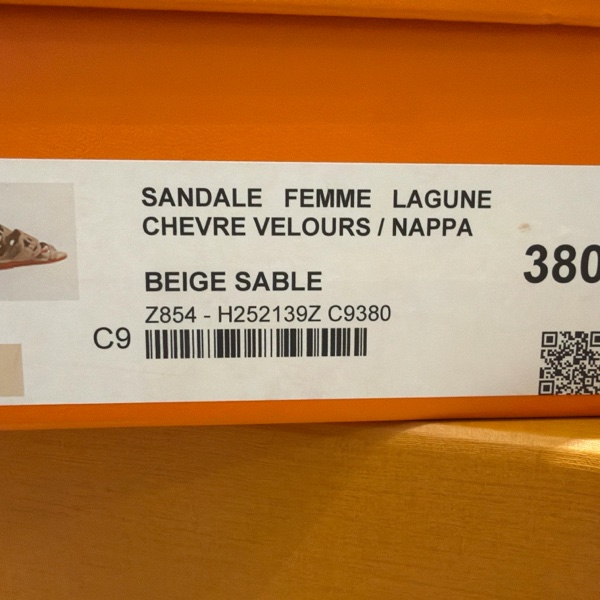 SANDALE FEMME LAGUNE
CHEVRE VELOURS / NAPPA
380
BEIGE SABLE
Z854 - H252139Z C9380
C9